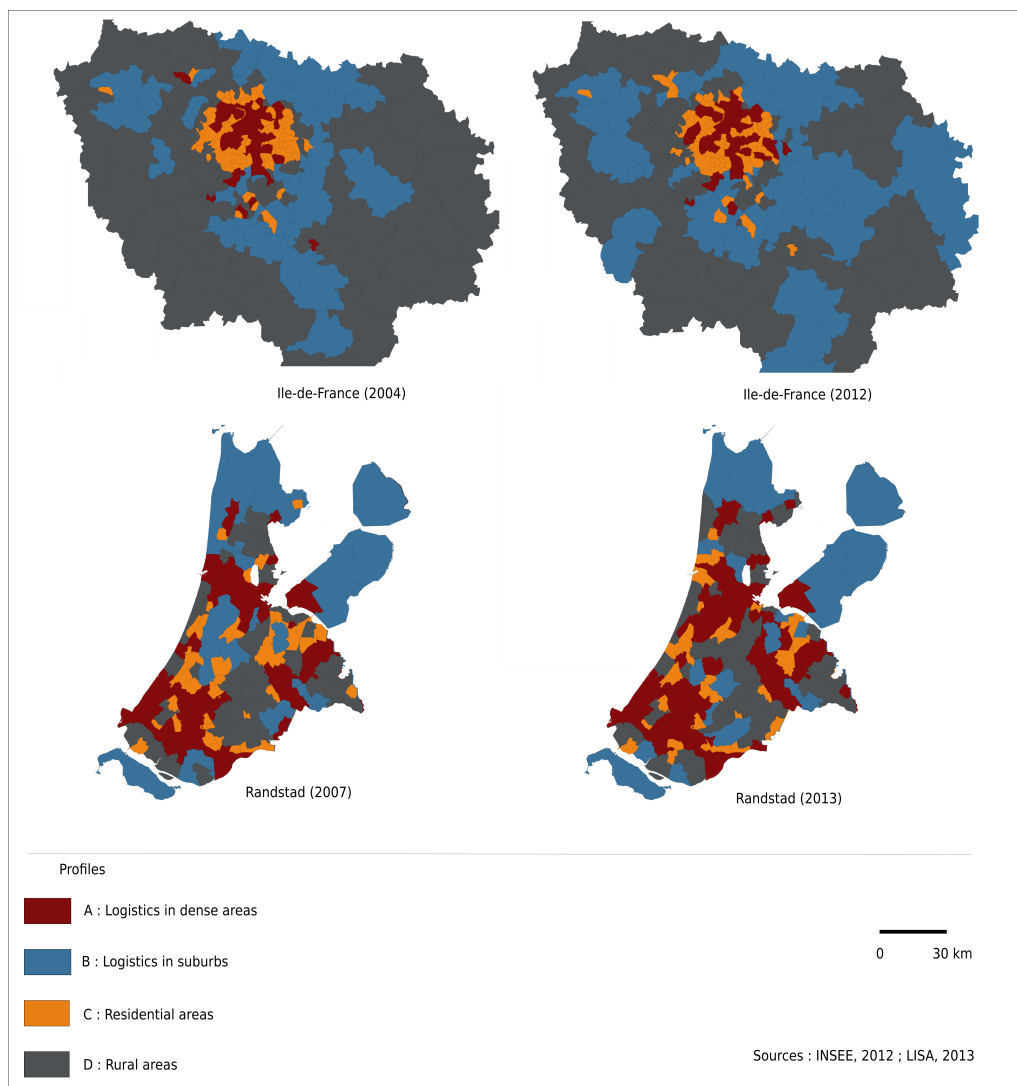 Ile-de-France (2004)
Ile-de-France (2012)
Randstad (2007)
Randstad (2013)
Profiles
A : Logistics in dense areas
B : Logistics in suburbs
C : Residential areas
D : Rural areas
0 30 km
Sources : INSEE, 2012 ; LISA, 2013